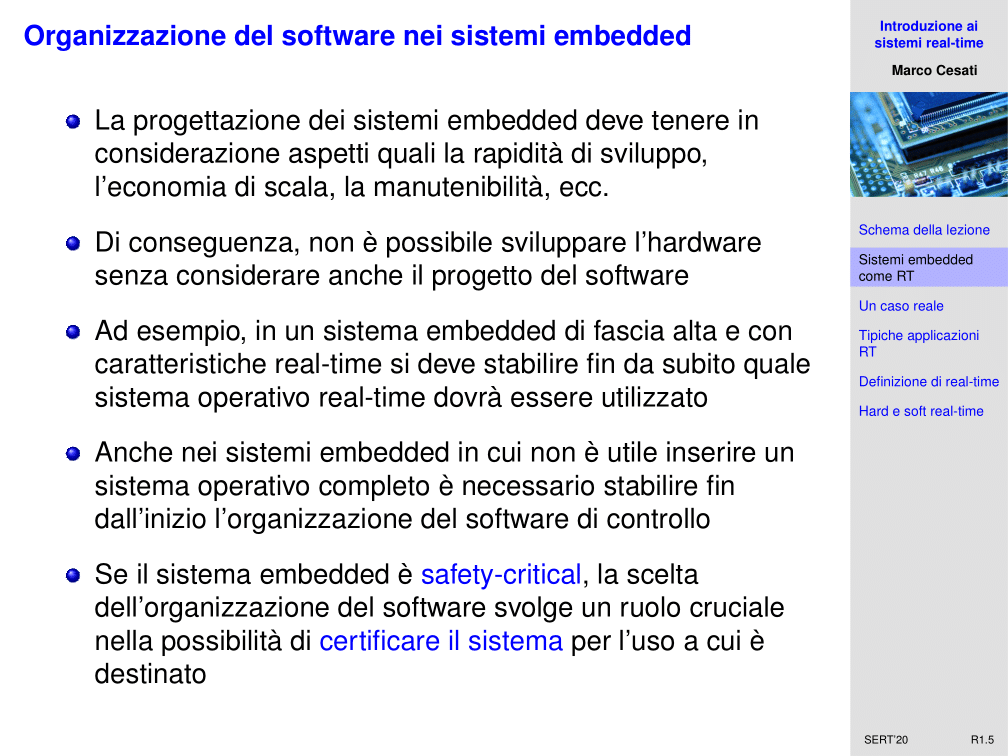 Organizzazione del software nei sistemi embedded
La progettazione dei sistemi embedded deve tenere in
considerazione aspetti quali la rapidità di sviluppo,
l'economia di scala, la manutenibilità, ecc.
Di conseguenza, non è possibile sviluppare l'hardware
senza considerare anche il progetto del software
Ad esempio, in un sistema embedded di fascia alta e con
caratteristiche real-time si deve stabilire fin da subito quale
sistema operativo real-time dovrà essere utilizzato
Anche nei sistemi embedded in cui non è utile inserire un
sistema operativo completo è necessario stabilire fin
dall'inizio l'organizzazione del software di controllo
Se il sistema embedded è safety-critical, la scelta
dell'organizzazione del software svolge un ruolo cruciale
nella possibilità di certificare il sistema per l'uso a cui è
destinato
Introduzione ai
sistemi real-time
Marco Cesati
R47 R46
Schema della lezione
Sistemi embedded
come RT
Un caso reale
Tipiche applicazioni
RT
Definizione di real-time
Hard e soft real-time
SERT'20 R1.5